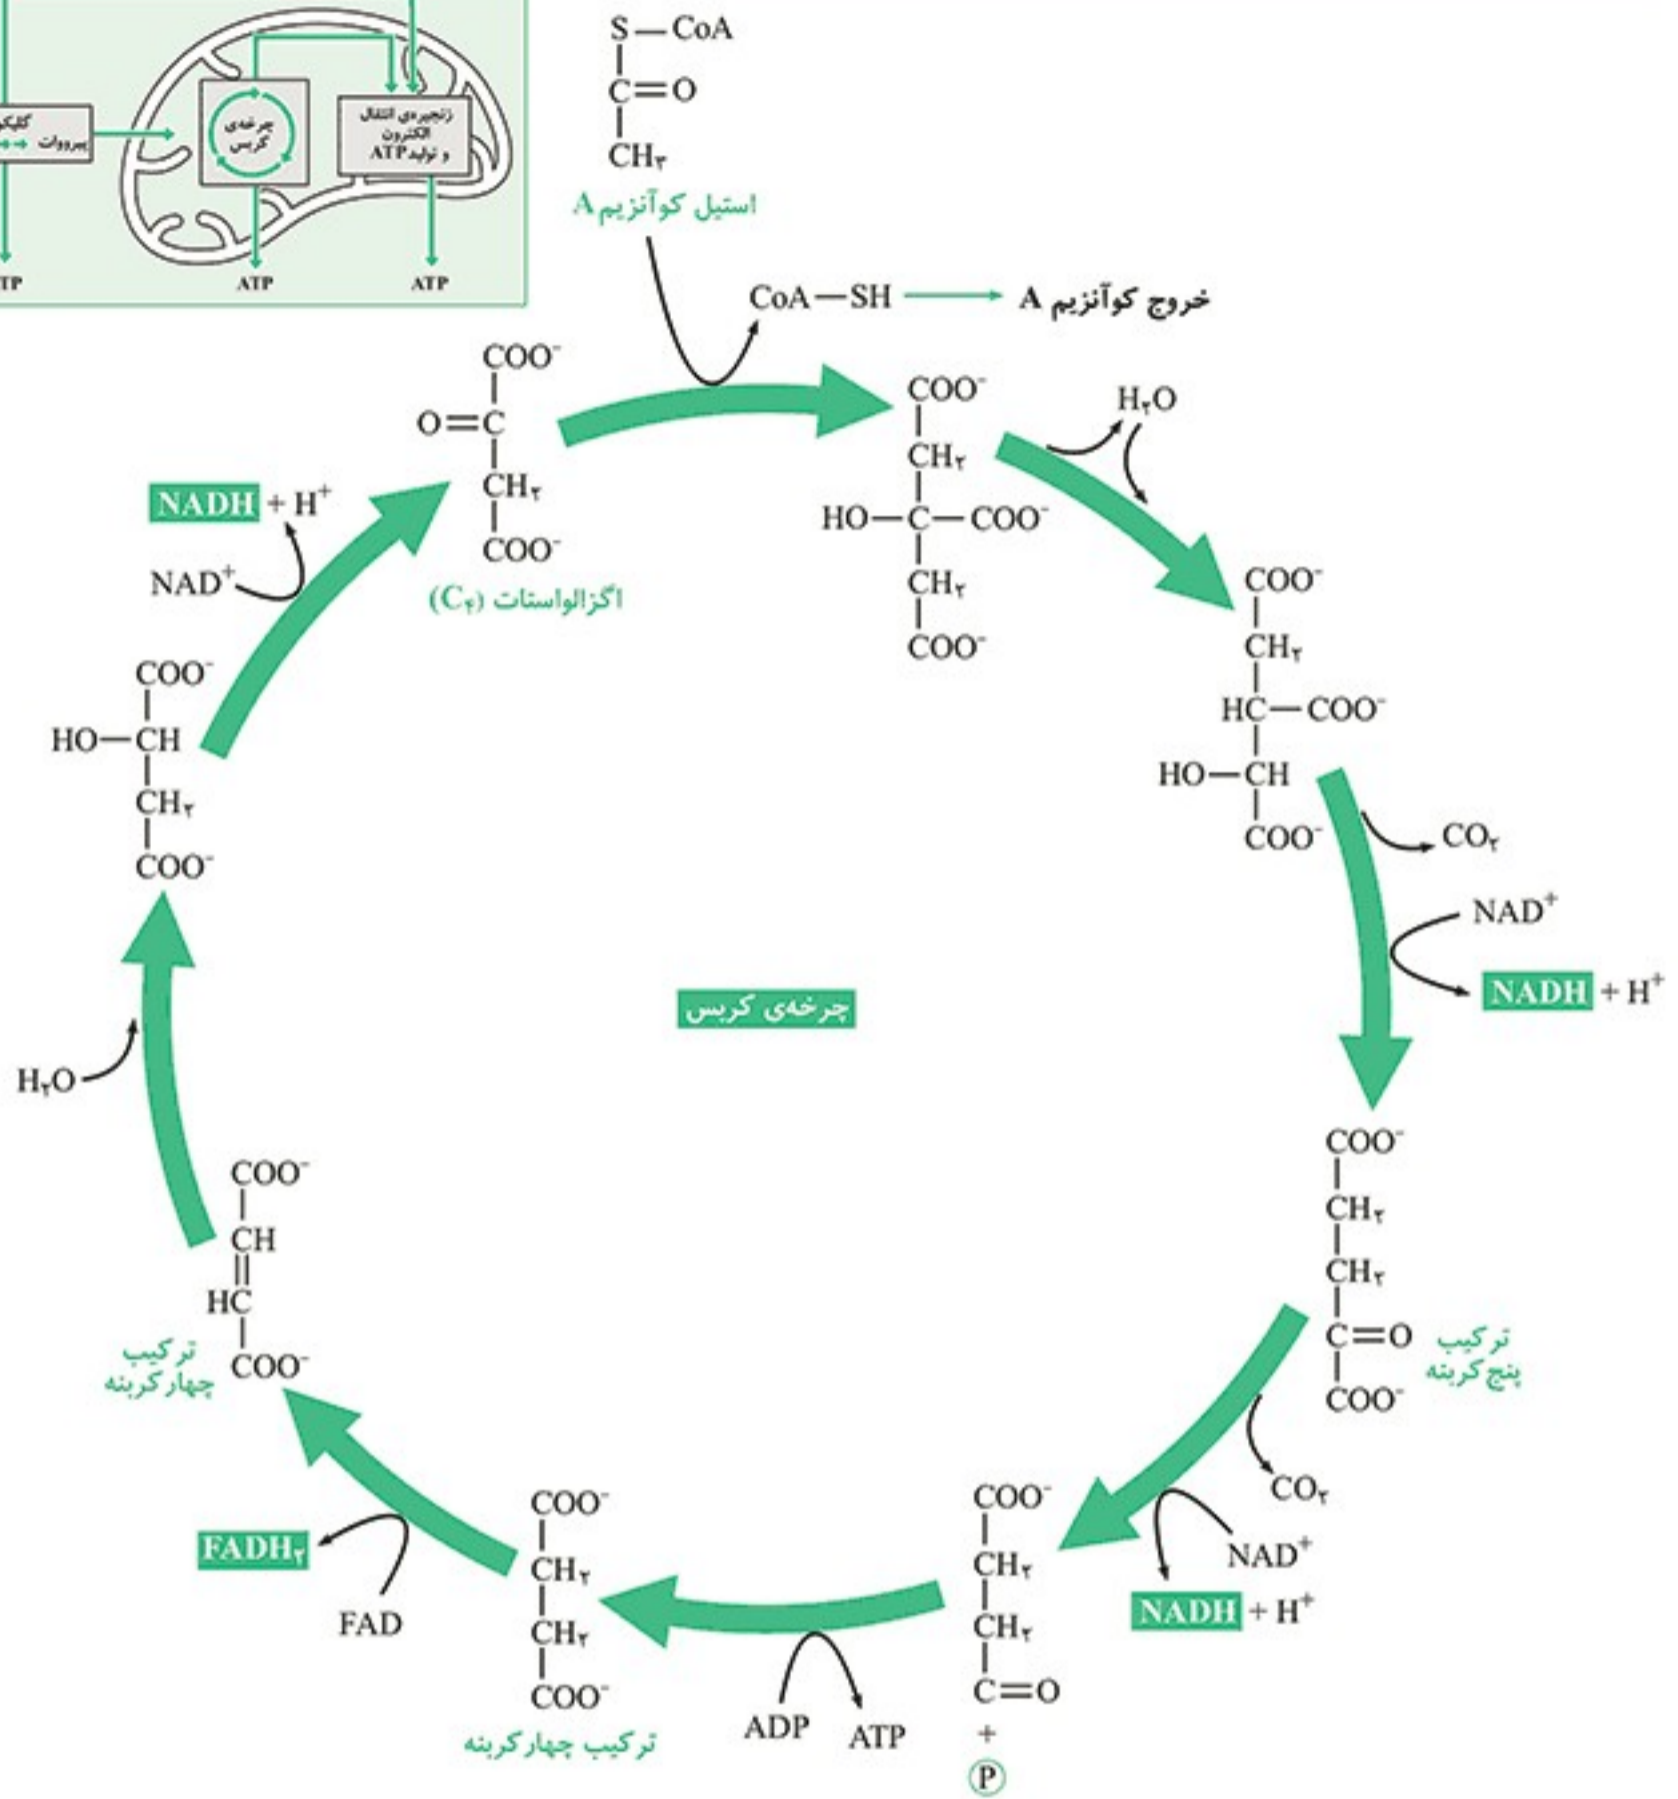 گلیکو
پیرووات
چرخه‌ی
کربس
زنجیره‌ی انتقال
الکترون
و تولید ATP
TP
ATP
ATP
S—CoA
C=O
CH۳
استیل کوآنزیم A
CoA—SH
خروج کوآنزیم A
COO⁻
O=C
CH۲
COO⁻
اگزالواستات (C۴)
COO⁻
CH۲
HO—C—COO⁻
CH۲
COO⁻
H۲O
COO⁻
CH۲
HC—COO⁻
HO—CH
COO⁻
CO۲
NAD⁺
NADH + H⁺
COO⁻
CH۲
CH۲
C=O
COO⁻
ترکیب
پنج‌کربنه
CO۲
NAD⁺
NADH + H⁺
COO⁻
CH۲
CH۲
C=O
+
P
ADP
ATP
COO⁻
CH۲
CH۲
COO⁻
ترکیب چهارکربنه
FAD
FADH۲
COO⁻
CH
HC
COO⁻
ترکیب
چهارکربنه
H۲O
COO⁻
HO—CH
CH۲
COO⁻
NAD⁺
NADH + H⁺
چرخه‌ی کربس